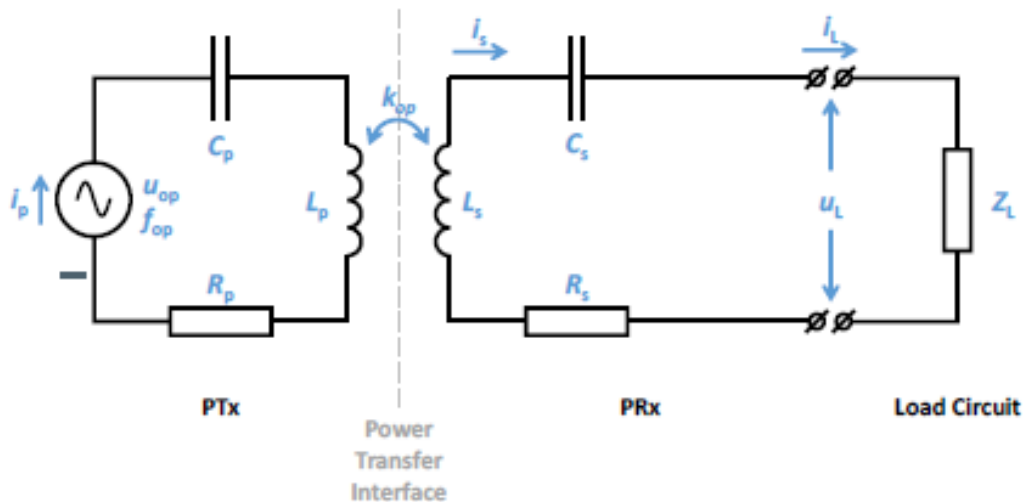 iₛ
i_L
k_op
C_p
C_s
i_p
u_op
f_op
L_p
L_s
u_L
Z_L
R_p
R_s
PTx
PRx
Load Circuit
Power
Transfer
Interface